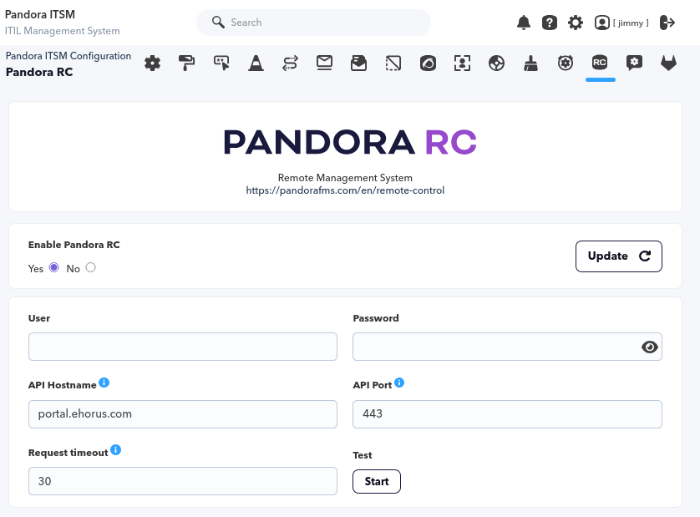 Pandora ITSM
ITIL Management System
Search
[ jimmy ]
Pandora ITSM Configuration
Pandora RC
RC
PANDORA RC
Remote Management System
https://pandorafms.com/en/remote-control
Enable Pandora RC
Yes No
Update
User Password
API Hostname API Port
portal.ehorus.com 443
Request timeout Test
30 Start